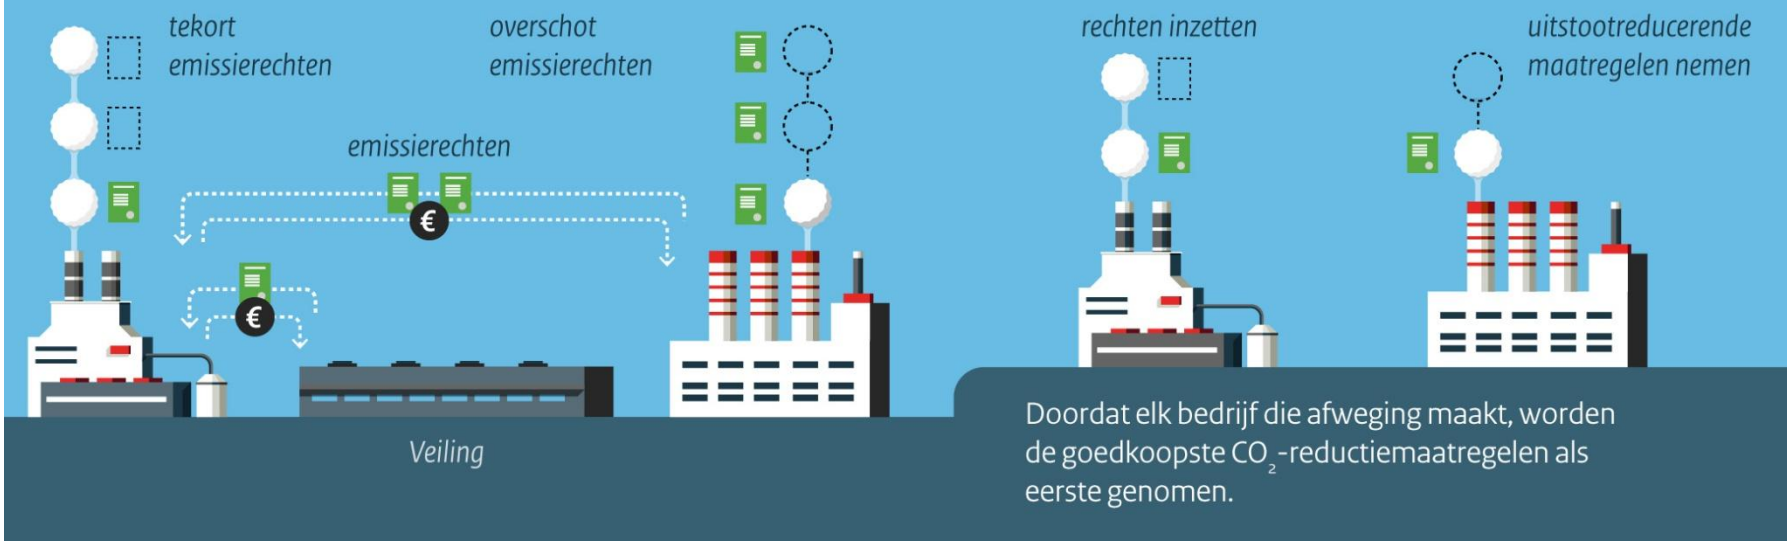 tekort
emissierechten
overschot
emissierechten
emissierechten
€
€
Veiling
rechten inzetten
uitstootreducerende
maatregelen nemen
Doordat elk bedrijf die afweging maakt, worden
de goedkoopste CO₂-reductiemaatregelen als
eerste genomen.